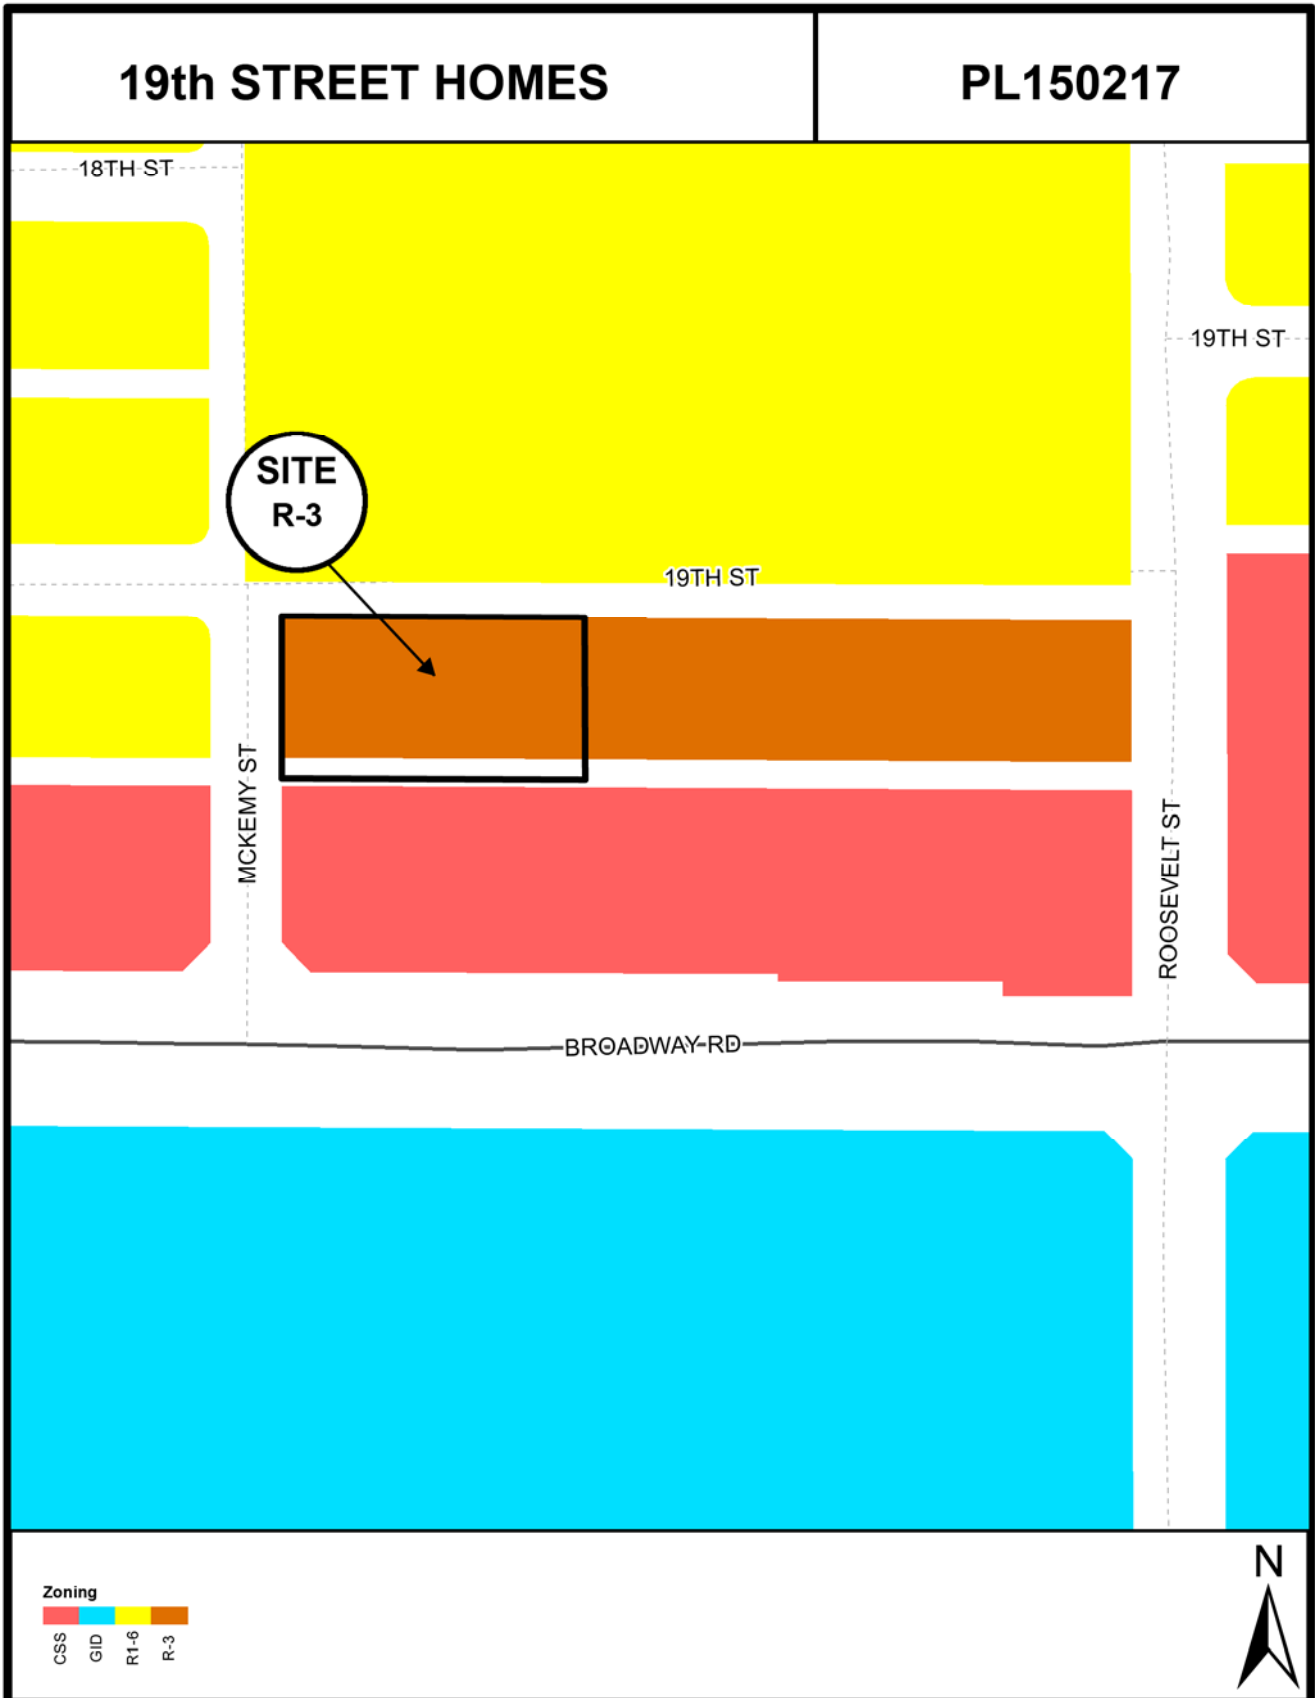 19th STREET HOMES
PL150217
18TH ST
19TH ST
SITE
R-3
19TH ST
MCKEMY ST
ROOSEVELT ST
BROADWAY RD
N
Zoning
CSS
GID
R1-6
R-3